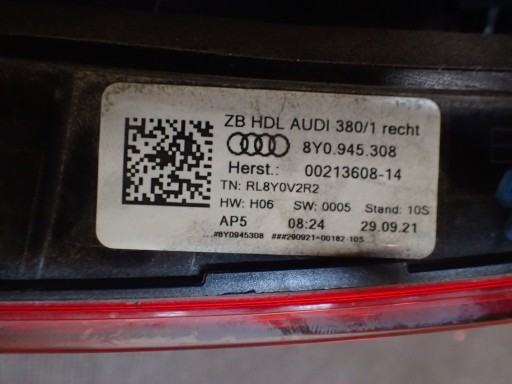 ZB HDL AUDI 380/1 recht
8Y0.945.308
Herst.: 00213608-14
TN: RL8Y0V2R2
HW: H06 SW: 0005 Stand: 10S
AP5 08:24 29.09.21
...#8Y0945308 ###290921=00182-10S